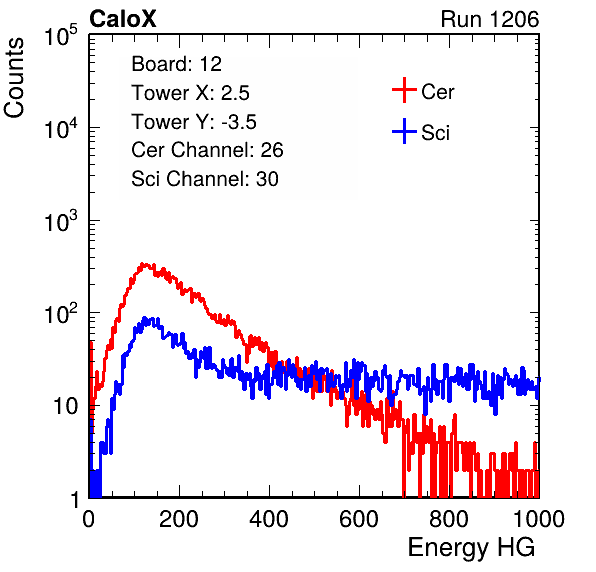 CaloX Run 1206
Counts
Board: 12
Tower X: 2.5
Tower Y: -3.5
Cer Channel: 26
Sci Channel: 30
Cer
Sci
10^5
10^4
10^3
10^2
10
1
0 200 400 600 800 1000
Energy HG